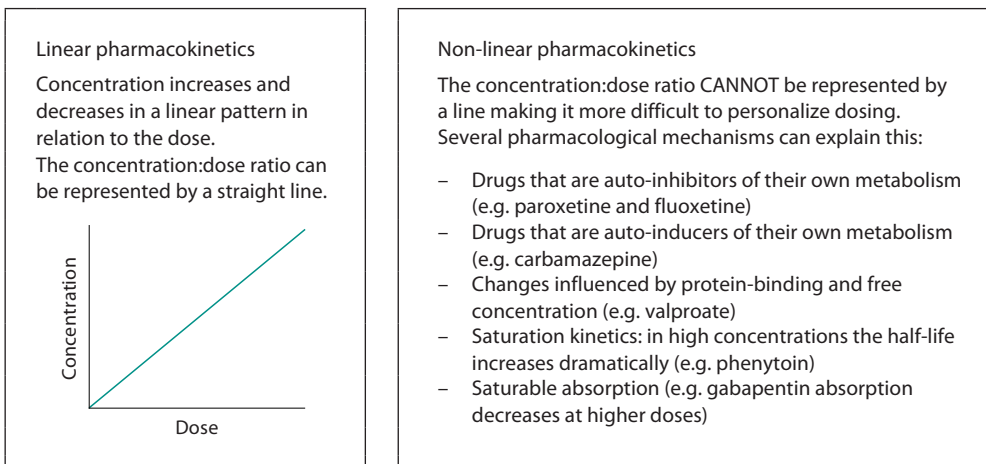 Linear pharmacokinetics
Concentration increases and
decreases in a linear pattern in
relation to the dose.
The concentration:dose ratio can
be represented by a straight line.
Concentration
Dose
Non-linear pharmacokinetics
The concentration:dose ratio CANNOT be represented by
a line making it more difficult to personalize dosing.
Several pharmacological mechanisms can explain this:
– Drugs that are auto-inhibitors of their own metabolism
(e.g. paroxetine and fluoxetine)
– Drugs that are auto-inducers of their own metabolism
(e.g. carbamazepine)
– Changes influenced by protein-binding and free
concentration (e.g. valproate)
– Saturation kinetics: in high concentrations the half-life
increases dramatically (e.g. phenytoin)
– Saturable absorption (e.g. gabapentin absorption
decreases at higher doses)